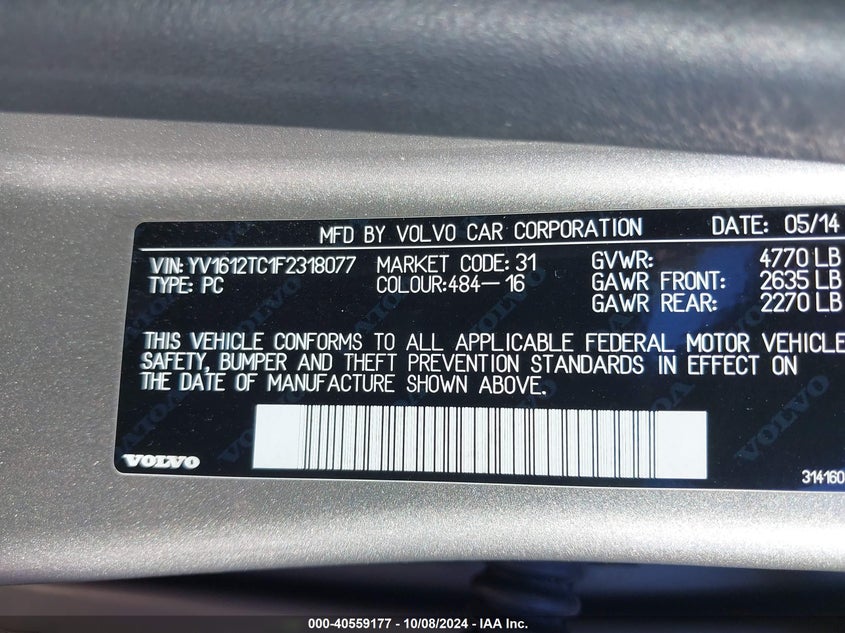 MFD BY VOLVO CAR CORPORATION DATE: 05/14
VIN: YV1612TC1F2318077 MARKET CODE: 31 GVWR: 4770 LB
TYPE: PC COLOUR:484-16 GAWR FRONT: 2635 LB
GAWR REAR: 2270 LB
THIS VEHICLE CONFORMS TO ALL APPLICABLE FEDERAL MOTOR VEHICLE
SAFETY, BUMPER AND THEFT PREVENTION STANDARDS IN EFFECT ON
THE DATE OF MANUFACTURE SHOWN ABOVE.
VOLVO
314160
000-40559177 - 10/08/2024 - IAA Inc.